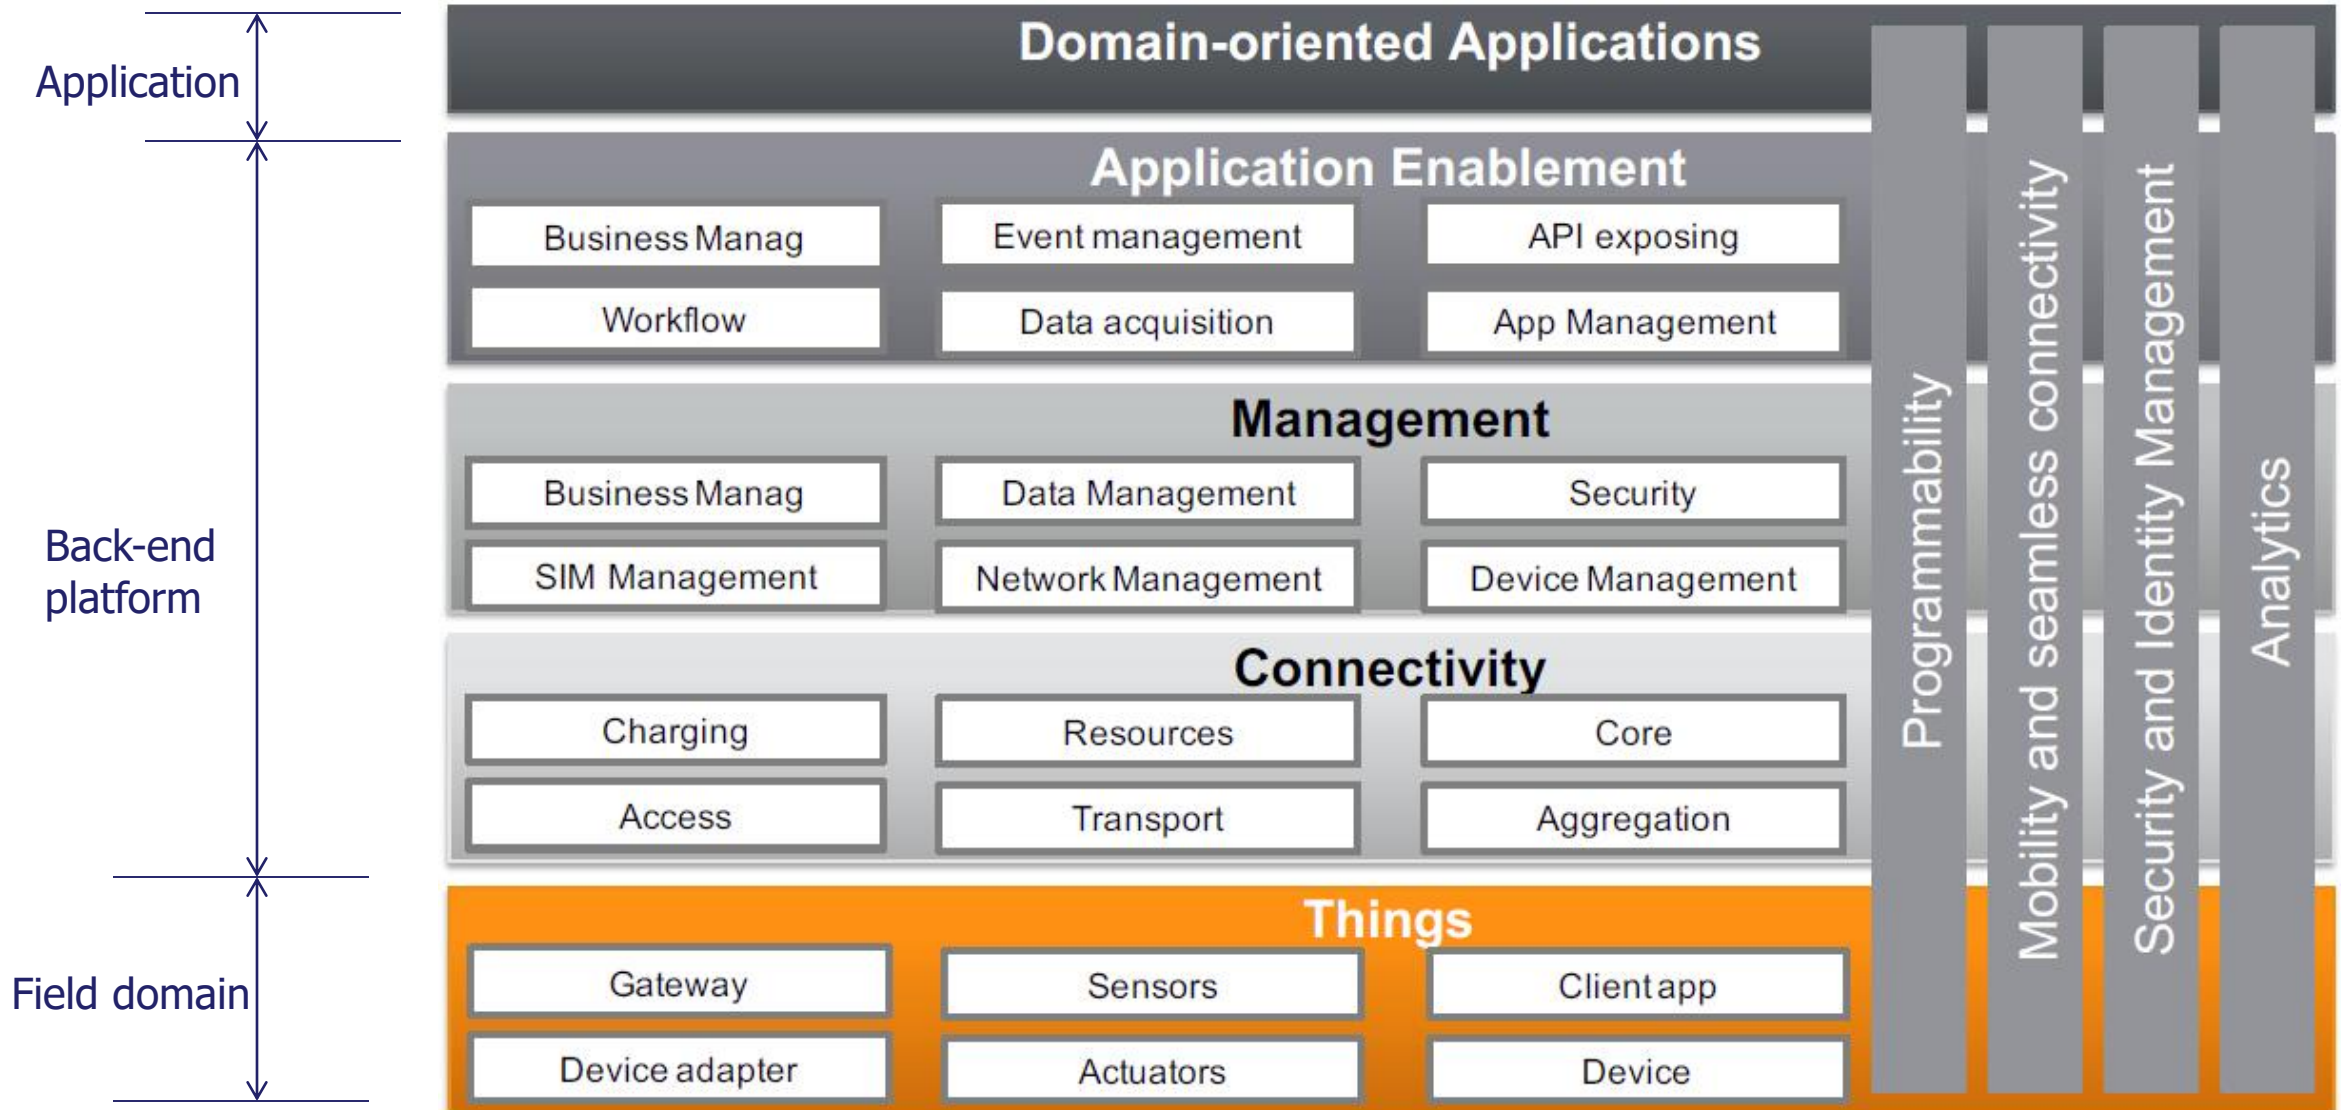 Application
Domain-oriented Applications
Application Enablement
Business Manag
Event management
API exposing
Workflow
Data acquisition
App Management
Back-end
platform
Management
Business Manag
Data Management
Security
SIM Management
Network Management
Device Management
Connectivity
Charging
Resources
Core
Access
Transport
Aggregation
Field domain
Things
Gateway
Sensors
Client app
Device adapter
Actuators
Device
Programmability
Mobility and seamless connectivity
Security and Identity Management
Analytics